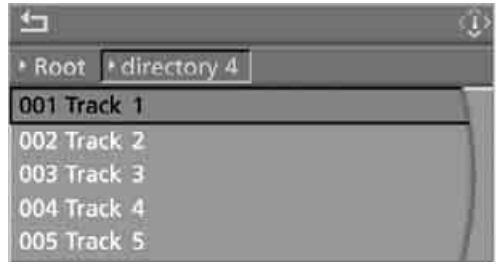 Root directory 4
001 Track 1
002 Track 2
003 Track 3
004 Track 4
005 Track 5